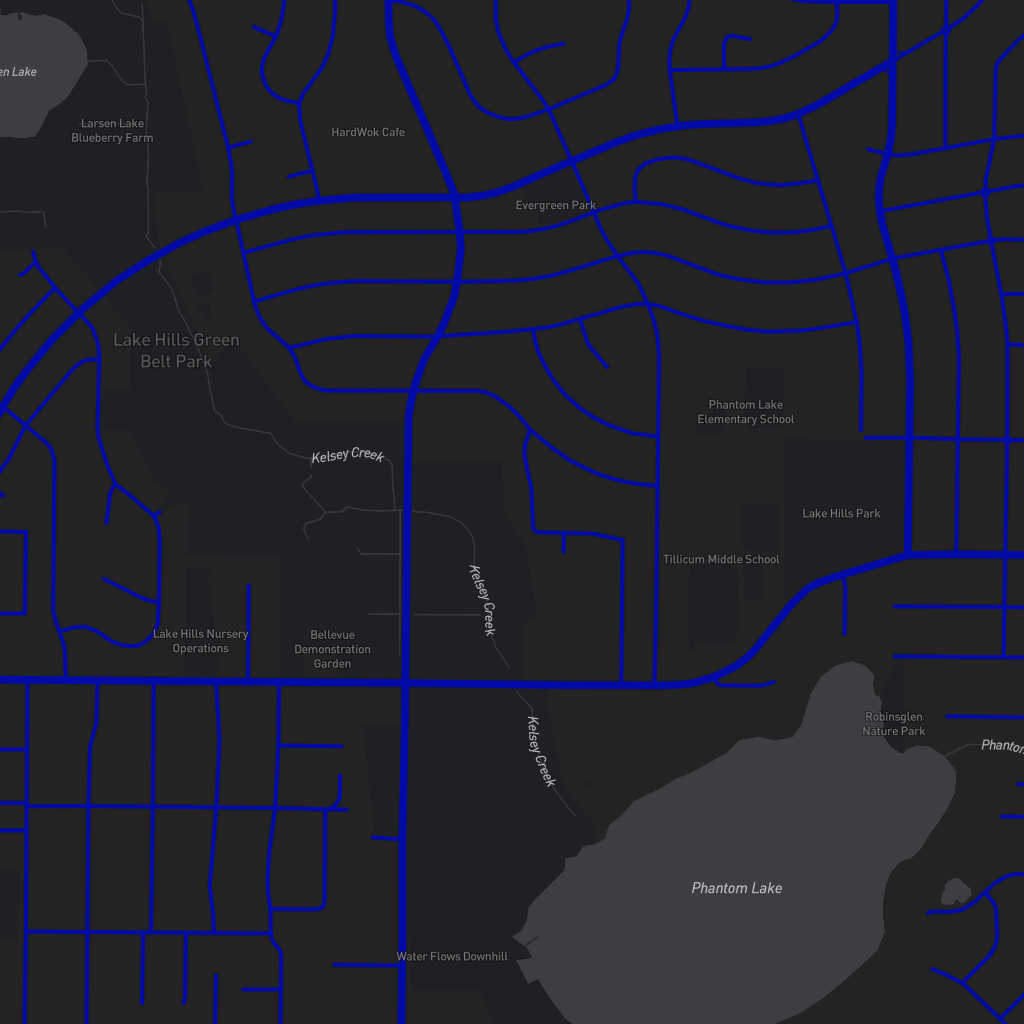 en Lake
Larsen Lake
Blueberry Farm
HardWok Cafe
Evergreen Park
Lake Hills Green
Belt Park
Phantom Lake
Elementary School
Kelsey Creek
Lake Hills Park
Tillicum Middle School
Kelsey Creek
Lake Hills Nursery
Operations
Bellevue
Demonstration
Garden
Robinsglen
Nature Park
Kelsey Creek
Phantom
Phantom Lake
Water Flows Downhill